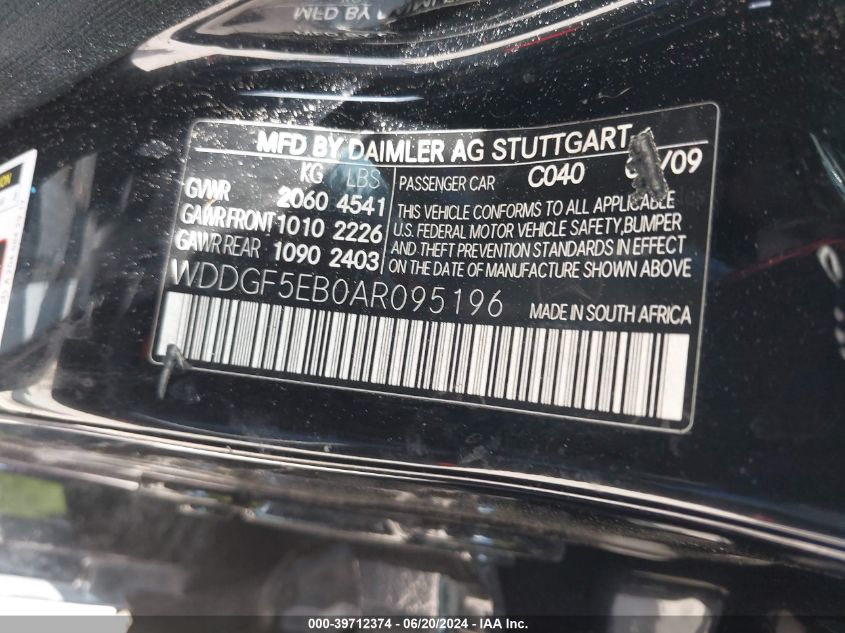 MFD BY DAIMLER AG STUTTGART
KG LBS
GVWR 2060 4541
GAWR FRONT 1010 2226
GAWR REAR 1090 2403
PASSENGER CAR C040 /09
THIS VEHICLE CONFORMS TO ALL APPLICABLE
U.S. FEDERAL MOTOR VEHICLE SAFETY,BUMPER
AND THEFT PREVENTION STANDARDS IN EFFECT
ON THE DATE OF MANUFACTURE SHOWN ABOVE
WDDGF5EB0AR095196
MADE IN SOUTH AFRICA
000-39712374 | 06/20/2024 - IAA Inc.